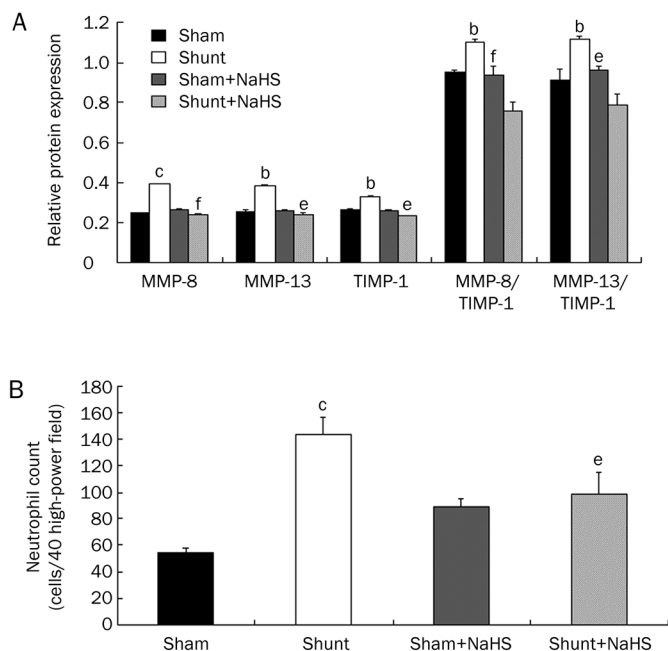 A
Relative protein expression
1.2
1.0
0.8
0.6
0.4
0.2
0
Sham
Shunt
Sham+NaHS
Shunt+NaHS
c
f
b
e
b
e
b
f
b
e
MMP-8
MMP-13
TIMP-1
MMP-8/
TIMP-1
MMP-13/
TIMP-1
B
Neutrophil count
(cells/40 high-power field)
180
160
140
120
100
80
60
40
20
0
c
e
Sham
Shunt
Sham+NaHS
Shunt+NaHS